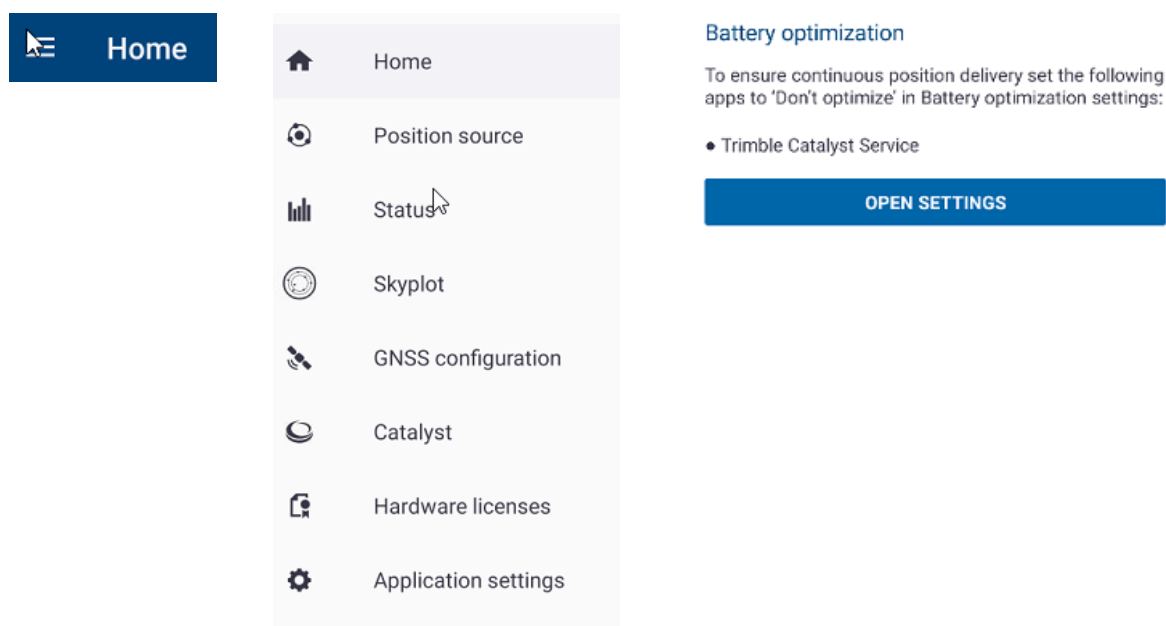 Home
Home
Position source
Status
Skyplot
GNSS configuration
Catalyst
Hardware licenses
Application settings
Battery optimization
To ensure continuous position delivery set the following
apps to 'Don't optimize' in Battery optimization settings:
● Trimble Catalyst Service
OPEN SETTINGS